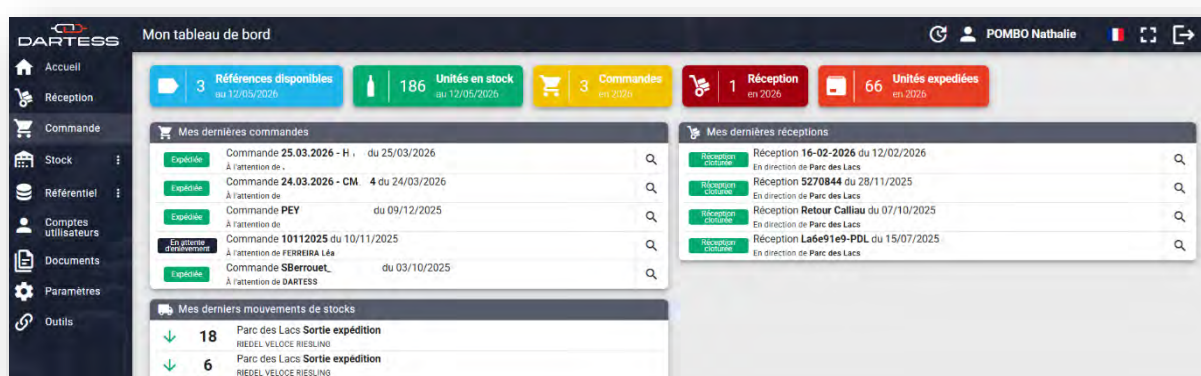 DARTESS
Mon tableau de bord
POMBO Nathalie
Accueil
Réception
Commande
Stock
Référentiel
Comptes
utilisateurs
Documents
Paramètres
Outils
3 Références disponibles
au 12/05/2026
186 Unités en stock
au 12/05/2026
3 Commandes
en 2026
1 Réception
en 2026
66 Unités expediées
en 2026
Mes dernières commandes
Expédiée Commande 25.03.2026 - H . du 25/03/2026
À l'attention de .
Expédiée Commande 24.03.2026 - CM. 4 du 24/03/2026
À l'attention de
Expédiée Commande PEY du 09/12/2025
À l'attention de
En attente
d'enlèvement
Commande 10112025 du 10/11/2025
À l'attention de FERREIRA Léa
Expédiée Commande SBerrouet_ du 03/10/2025
À l'attention de DARTESS
Mes dernières réceptions
Réception
cloturée
Réception 16-02-2026 du 12/02/2026
En direction de Parc des Lacs
Réception
cloturée
Réception 5270844 du 28/11/2025
En direction de Parc des Lacs
Réception
cloturée
Réception Retour Calliau du 07/10/2025
En direction de Parc des Lacs
Réception
cloturée
Réception La6e91e9-PDL du 15/07/2025
En direction de Parc des Lacs
Mes derniers mouvements de stocks
18 Parc des Lacs Sortie expédition
RIEDEL VELOCE RIESLING
6 Parc des Lacs Sortie expédition
RIEDEL VELOCE RIESLING